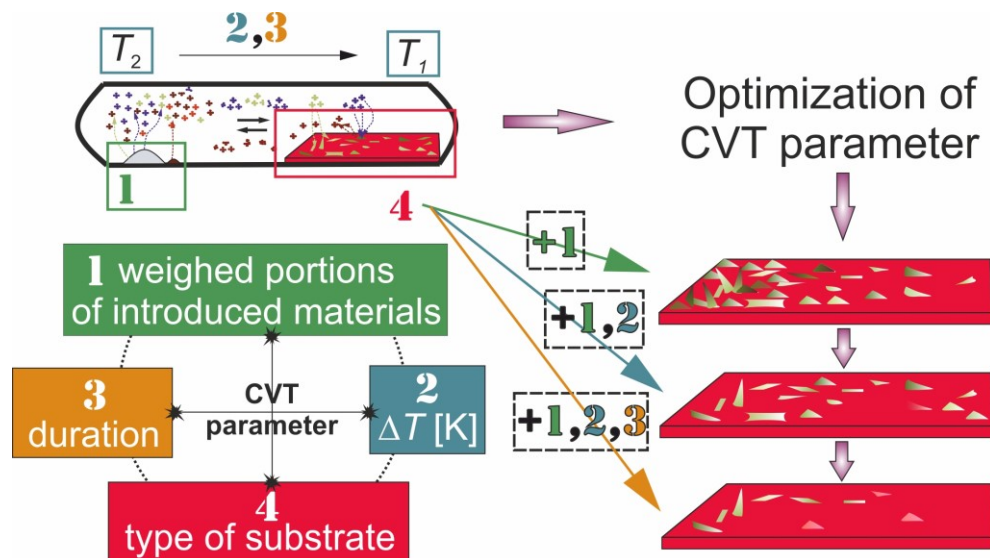 T2
2,3
T1
1
4
Optimization of
CVT parameter
+1
+1,2
+1,2,3
1 weighed portions
of introduced materials
3
duration
CVT
parameter
2
ΔT [K]
4
type of substrate